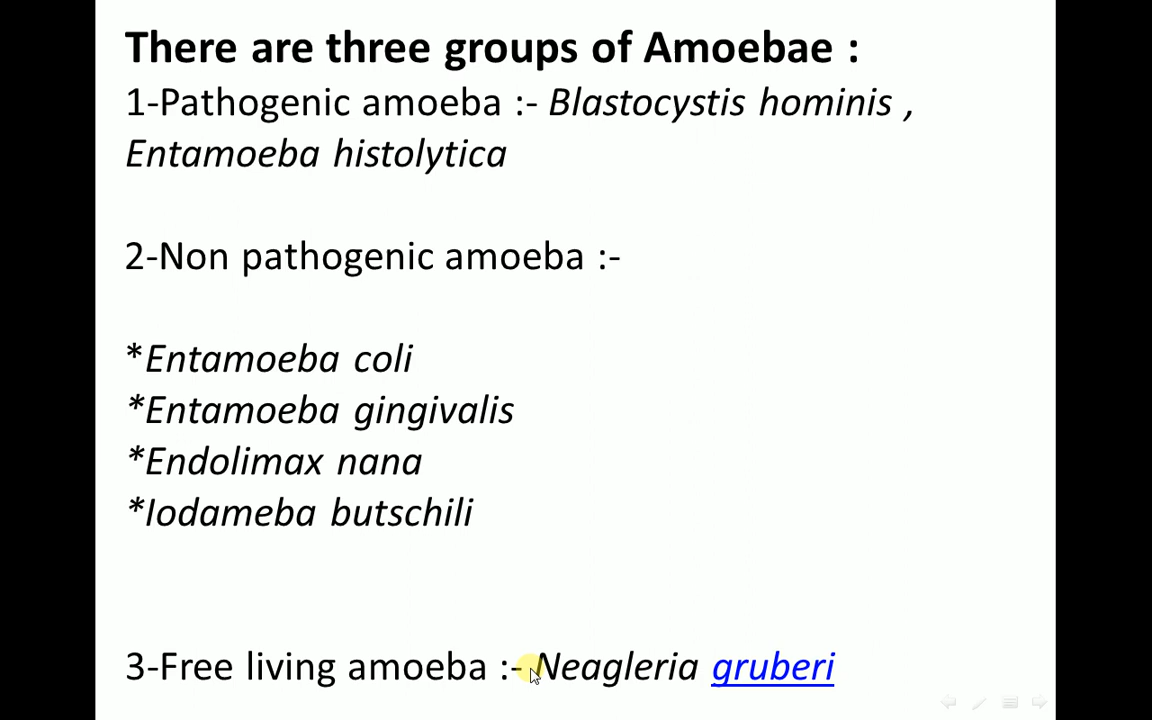 There are three groups of Amoebae :
1-Pathogenic amoeba :- Blastocystis hominis ,
Entamoeba histolytica
2-Non pathogenic amoeba :-
*Entamoeba coli
*Entamoeba gingivalis
*Endolimax nana
*Iodameba butschili
3-Free living amoeba :- Neagleria gruberi